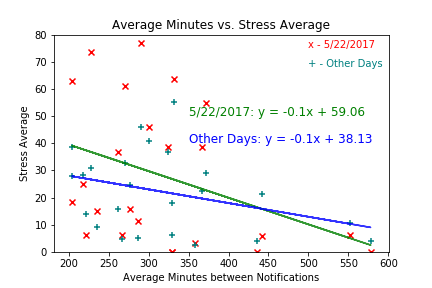 Average Minutes vs. Stress Average
80
70
60
50
40
30
20
10
0
Stress Average
x - 5/22/2017
+ - Other Days
5/22/2017: y = -0.1x + 59.06
Other Days: y = -0.1x + 38.13
200 250 300 350 400 450 500 550 600
Average Minutes between Notifications